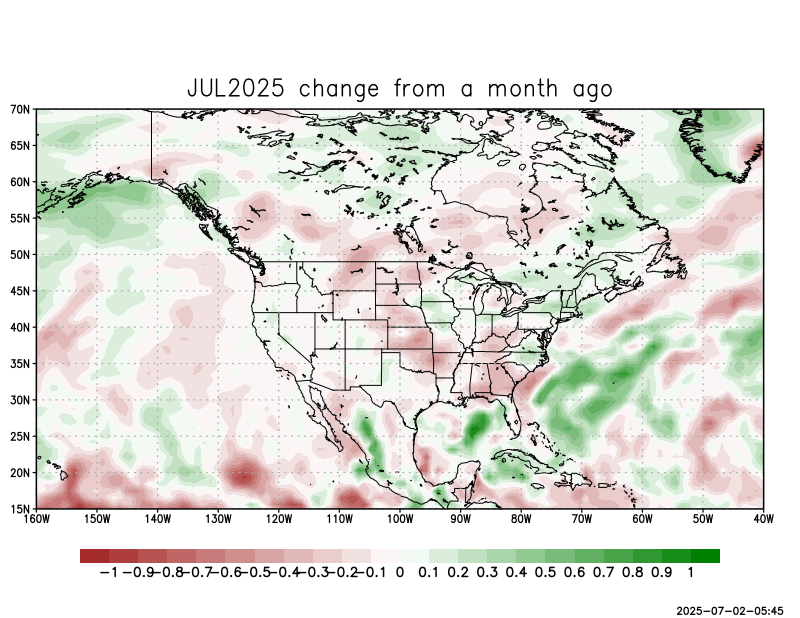 JUL2025 change from a month ago
70N
65N
60N
55N
50N
45N
40N
35N
30N
25N
20N
15N
160W 150W 140W 130W 120W 110W 100W 90W 80W 70W 60W 50W 40W
−1 −0.9 −0.8 −0.7 −0.6 −0.5 −0.4 −0.3 −0.2 −0.1 0 0.1 0.2 0.3 0.4 0.5 0.6 0.7 0.8 0.9 1
2025-07-02-05:45